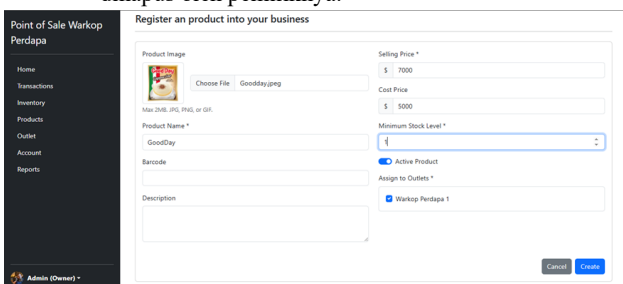 Point of Sale Warkop
Perdapa
Home
Transactions
Inventory
Products
Outlet
Account
Reports
Admin (Owner)
Register an product into your business
Product Image
Good Day
Choose File Goodday.jpeg
Max 2MB. JPG, PNG, or GIF.
Product Name *
GoodDay
Barcode
Description
Selling Price *
$ 7000
Cost Price
$ 5000
Minimum Stock Level *
1
Active Product
Assign to Outlets *
Warkop Perdapa 1
Cancel Create